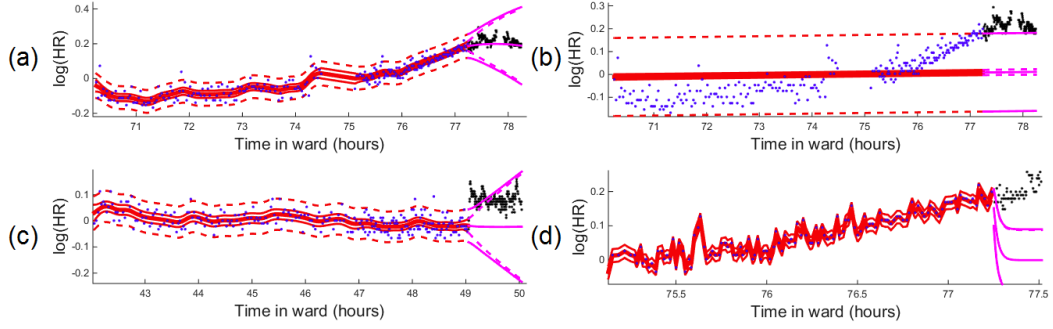 (a)
log(HR)
0.4
0.2
0
0.2
71 72 73 74 75 76 77 78
Time in ward (hours)
(b)
log(HR)
0.3
0.2
0.1
0
-0.1
71 72 73 74 75 76 77 78
Time in ward (hours)
(c)
log(HR)
0.1
0
-0.1
-0.2
43 44 45 46 47 48 49 50
Time in ward (hours)
(d)
log(HR)
0.2
0.1
0
75.5 76 76.5 77 77.5
Time in ward (hours)